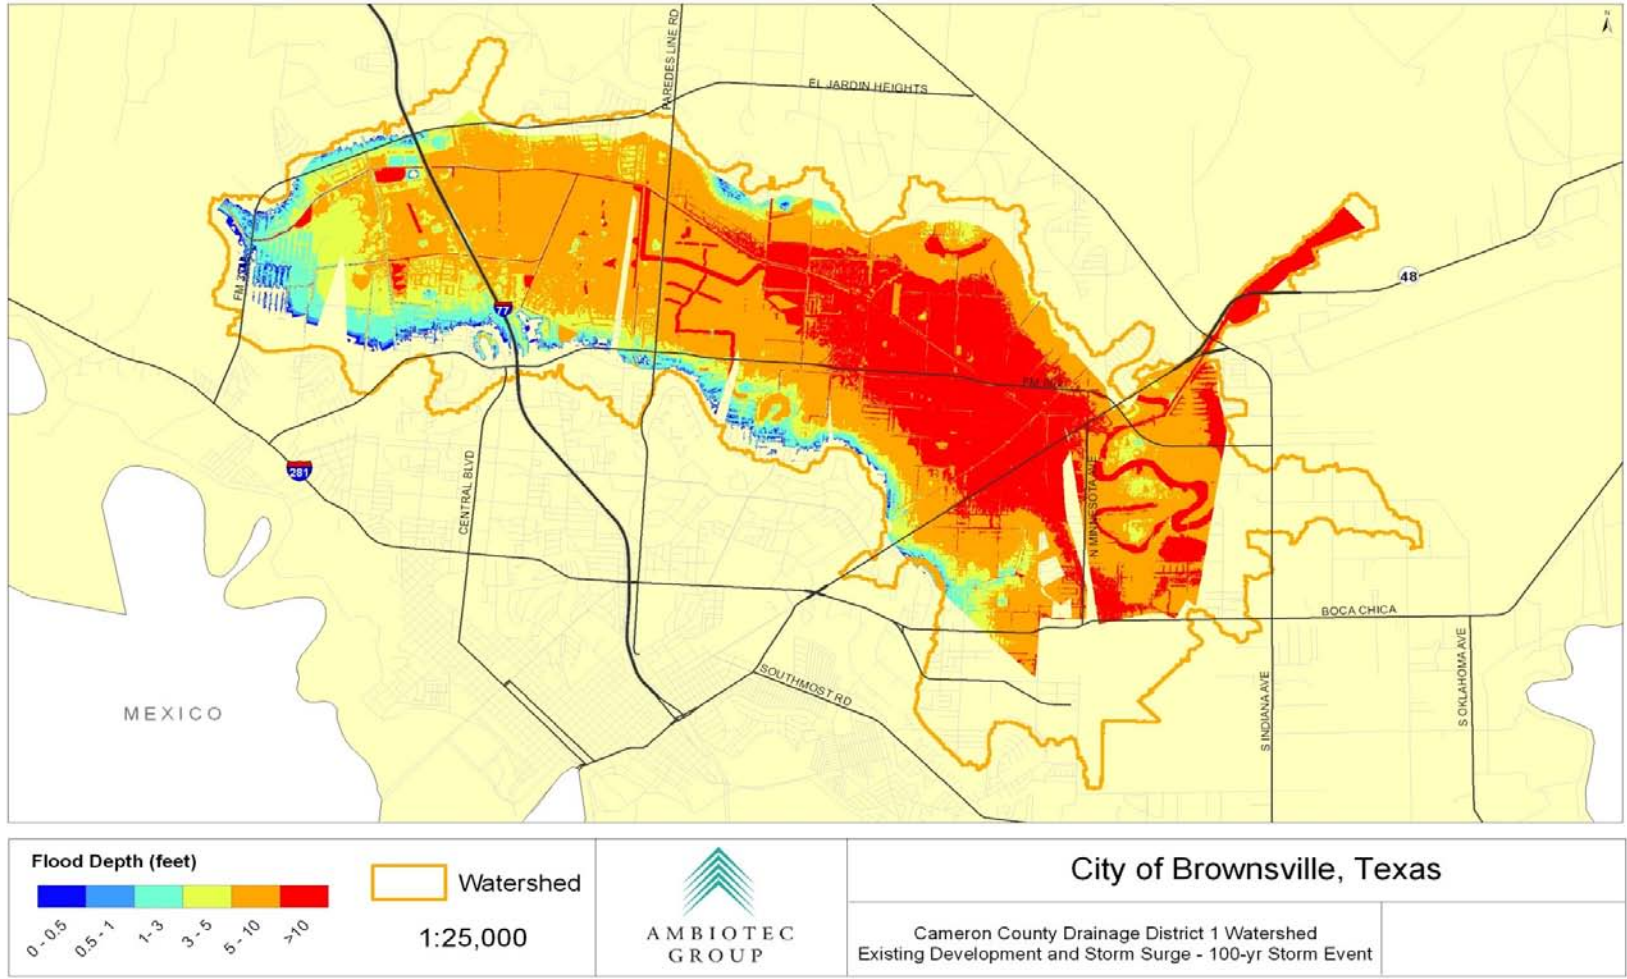 N
PAREDES LINE RD
EL JARDIN HEIGHTS
48
77
281
CENTRAL BLVD
N MINNESOTA AVE
BOCA CHICA
SOUTHMOST RD
S INDIANA AVE
S OKLAHOMA AVE
MEXICO
Flood Depth (feet)
0 - 0.5
0.5 - 1
1- 3
3 - 5
5 - 10
>10
Watershed
1:25,000
AMBIOTEC
GROUP
City of Brownsville, Texas
Cameron County Drainage District 1 Watershed
Existing Development and Storm Surge - 100-yr Storm Event